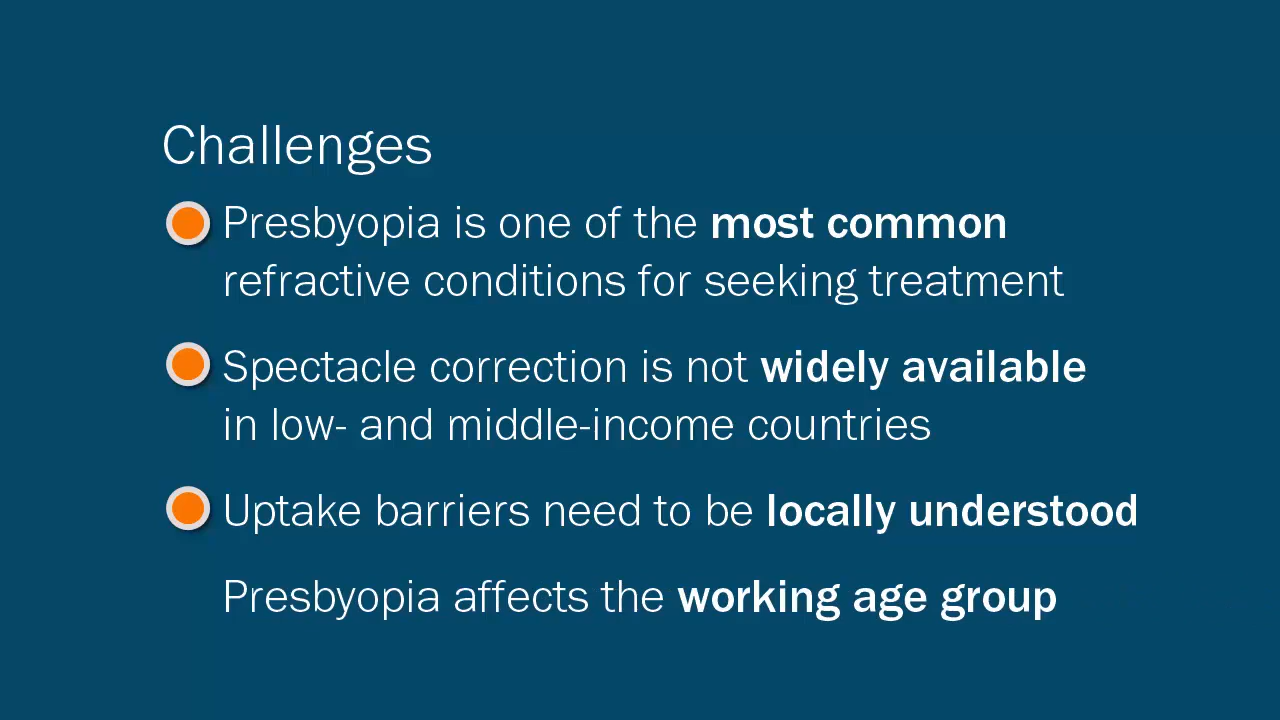 Challenges
Presbyopia is one of the most common
refractive conditions for seeking treatment
Spectacle correction is not widely available
in low- and middle-income countries
Uptake barriers need to be locally understood
Presbyopia affects the working age group